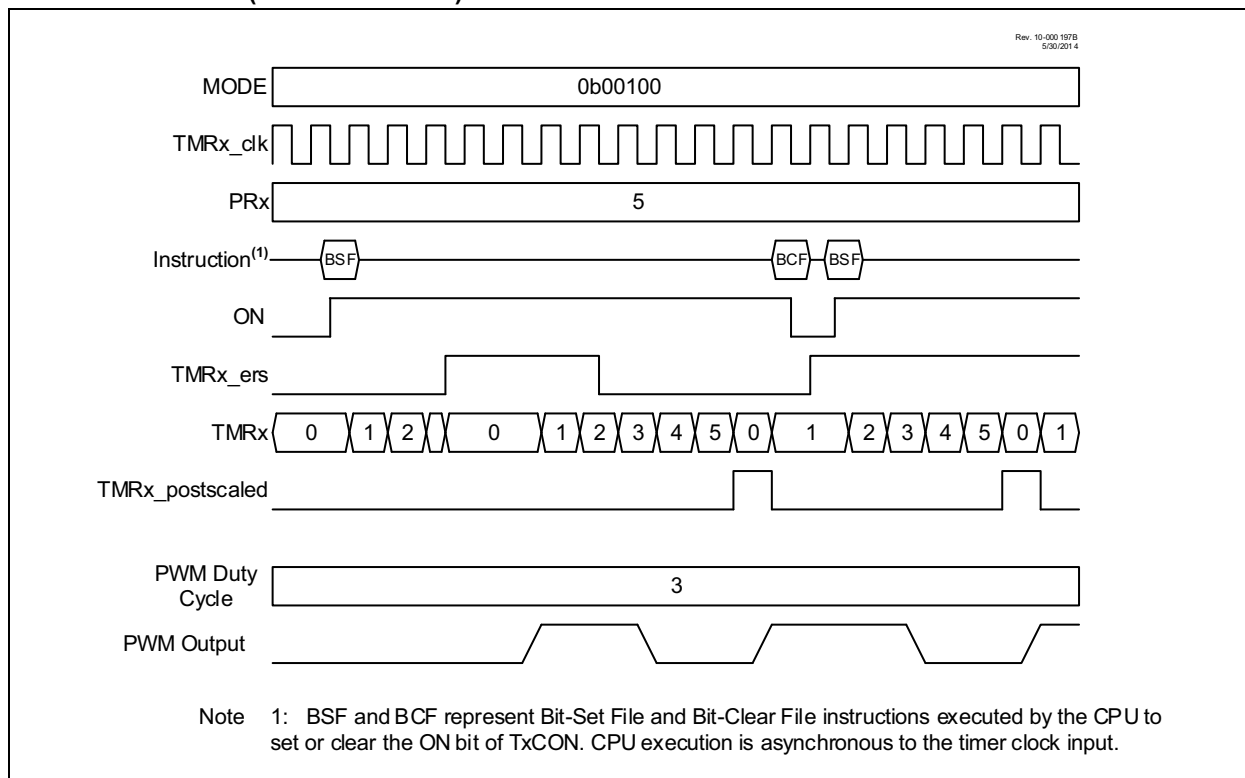 Rev. 10-000 197B
5/30/201 4
MODE 0b00100
TMRx_clk
PRx 5
Instruction(1) BSF BCF BSF
ON
TMRx_ers
TMRx 0 1 2 0 1 2 3 4 5 0 1 2 3 4 5 0 1
TMRx_postscaled
PWM Duty
Cycle 3
PWM Output
Note 1: BSF and BCF represent Bit-Set File and Bit-Clear File instructions executed by the CPU to
set or clear the ON bit of TxCON. CPU execution is asynchronous to the timer clock input.